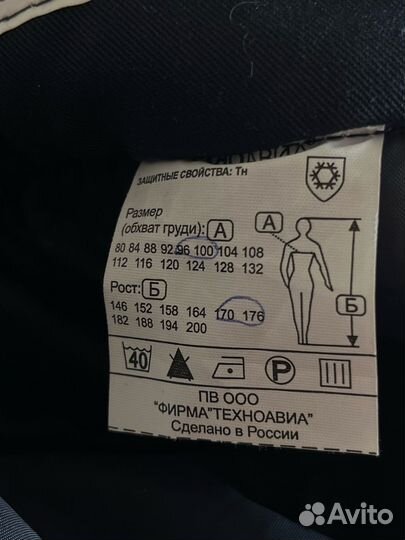 ЗАЩИТНЫЕ СВОЙСТВА: Тн
Размер
(обхват груди): А
80 84 88 92 96 100 104 108
112 116 120 124 128 132
Рост: Б
146 152 158 164 170 176
182 188 194 200
А
Б
40
P
ПВ ООО
"ФИРМА"ТЕХНОАВИА"
Сделано в России
Avito